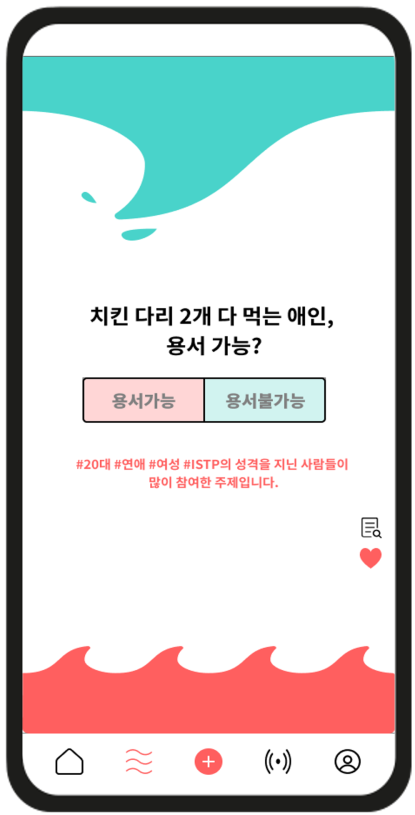 치킨 다리 2개 다 먹는 애인,
용서 가능?
용서가능 용서불가능
#20대 #연애 #여성 #ISTP의 성격을 지닌 사람들이
많이 참여한 주제입니다.